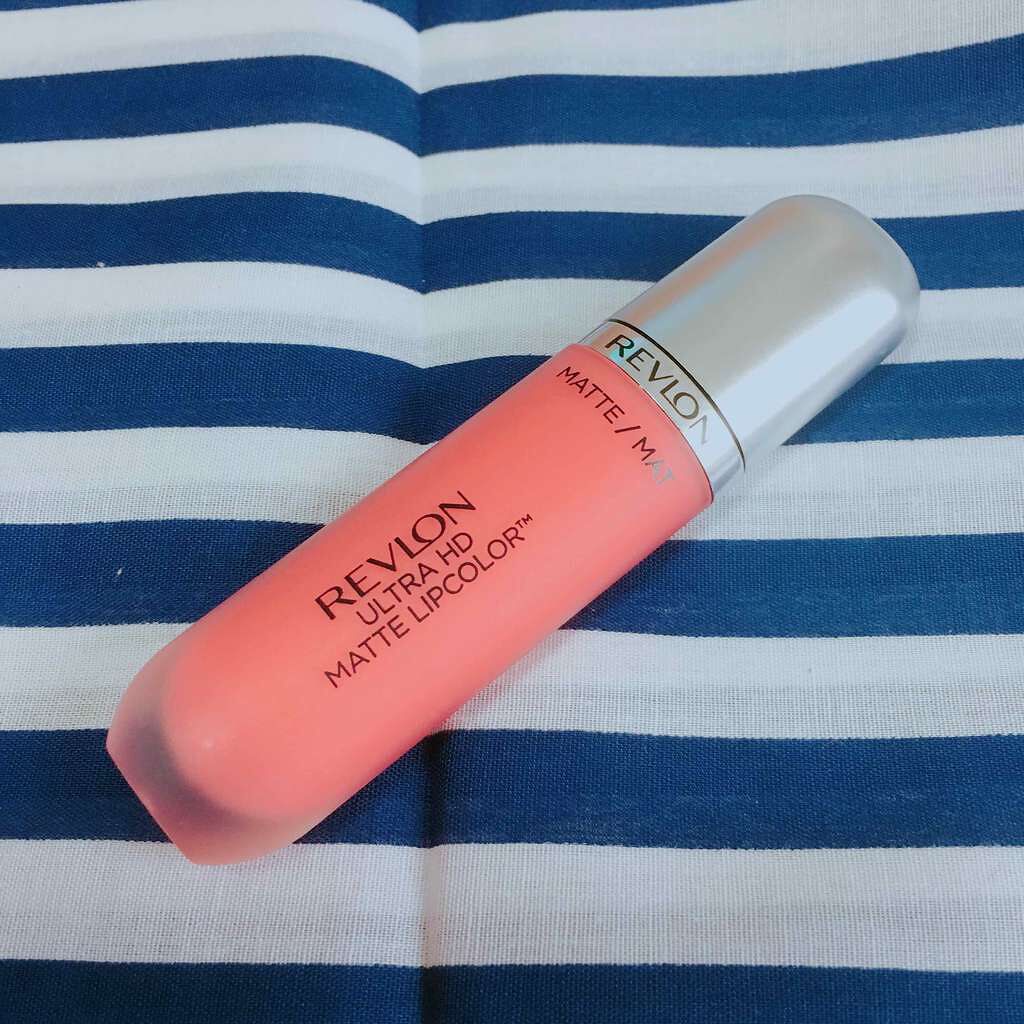 REVLON
MATTE / MAT
REVLON
ULTRA HD
MATTE LIPCOLOR™